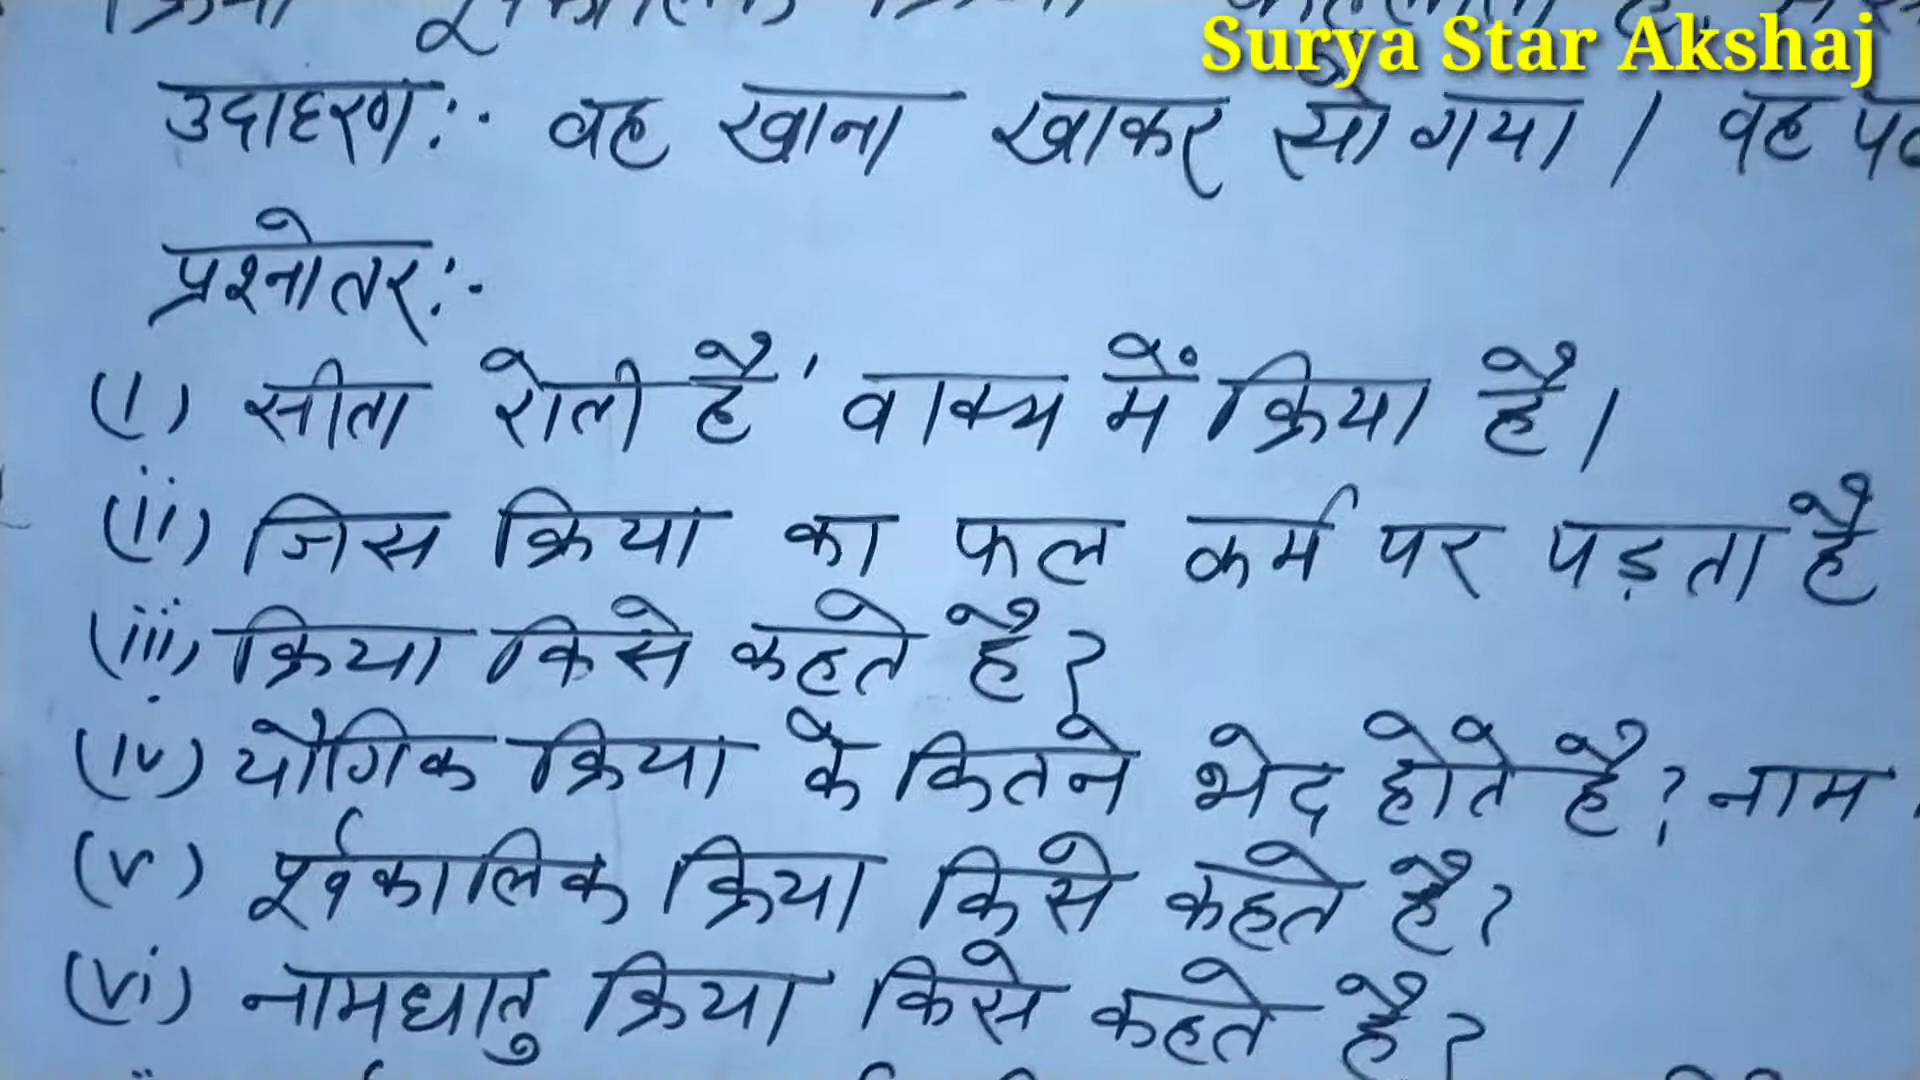 Surya Star Akshaj
उदाहरण:- वह खाना खाकर सो गया। वह
प्रश्नोतर:-
(i) सीता रोती है' वाक्य में क्रिया है।
(ii) जिस क्रिया का फल कर्म पर पड़ता है
(iii) क्रिया किसे कहते है?
(iv) यौगिक क्रिया के कितने भेद होते है? नाम
(v) पूर्वकालिक क्रिया किसे कहते है?
(vi) नामधातु क्रिया किसे कहते है?